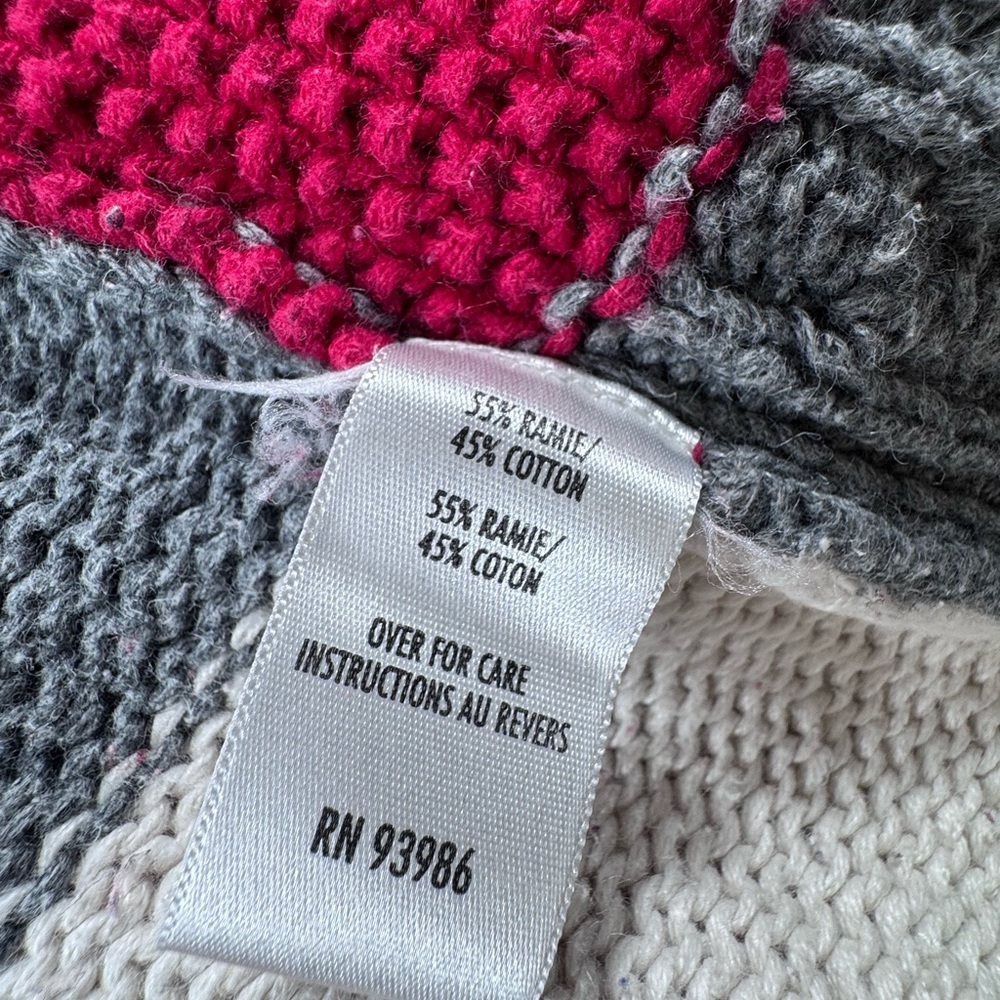 55% RAMIE/
45% COTTON
55% RAMIE/
45% COTON
OVER FOR CARE
INSTRUCTIONS AU REVERS
RN 93986